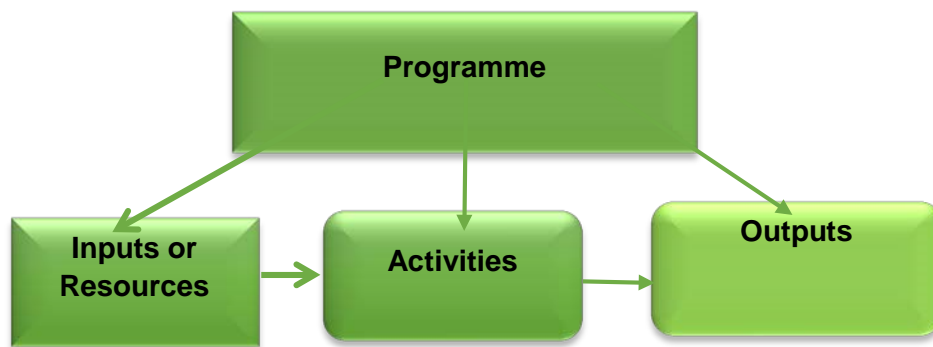 Programme
Inputs or
Resources
Activities
Outputs